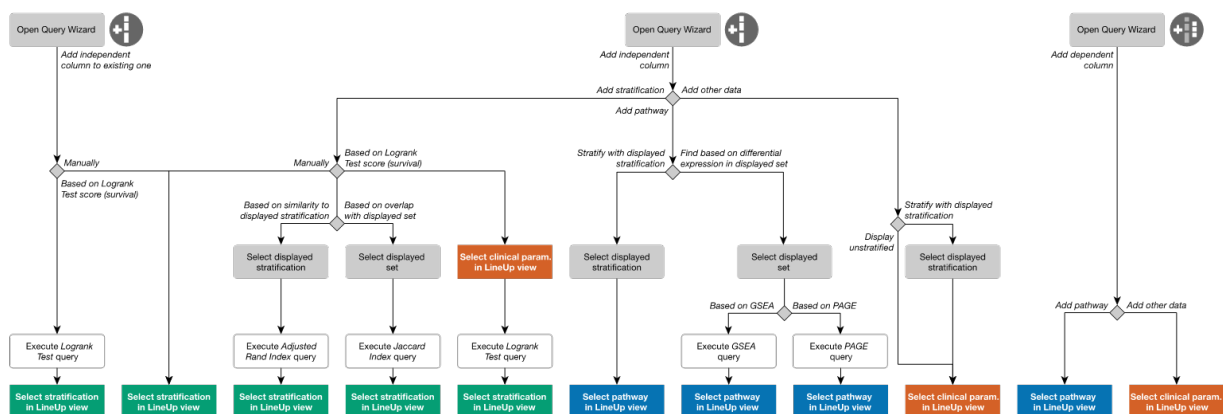 Open Query Wizard
Open Query Wizard
Open Query Wizard
Add independent
column to existing one
Add independent
column
Add dependent
column
Add stratification
Add other data
Add pathway
Manually
Based on Logrank
Test score (survival)
Manually
Based on Logrank
Test score (survival)
Stratify with displayed
stratification
Find based on differential
expression in displayed set
Based on similarity to
displayed stratification
Based on overlap
with displayed set
Stratify with displayed
stratification
Display
unstratified
Select displayed
stratification
Select displayed
set
Select clinical param.
in LineUp view
Select displayed
stratification
Select displayed
set
Select displayed
stratification
Based on GSEA
Based on PAGE
Add pathway
Add other data
Execute Logrank
Test query
Execute Adjusted
Rand Index query
Execute Jaccard
Index query
Execute Logrank
Test query
Execute GSEA
query
Execute PAGE
query
Select stratification
in LineUp view
Select stratification
in LineUp view
Select stratification
in LineUp view
Select stratification
in LineUp view
Select stratification
in LineUp view
Select pathway
in LineUp view
Select pathway
in LineUp view
Select pathway
in LineUp view
Select clinical param.
in LineUp view
Select pathway
in LineUp view
Select clinical param.
in LineUp view